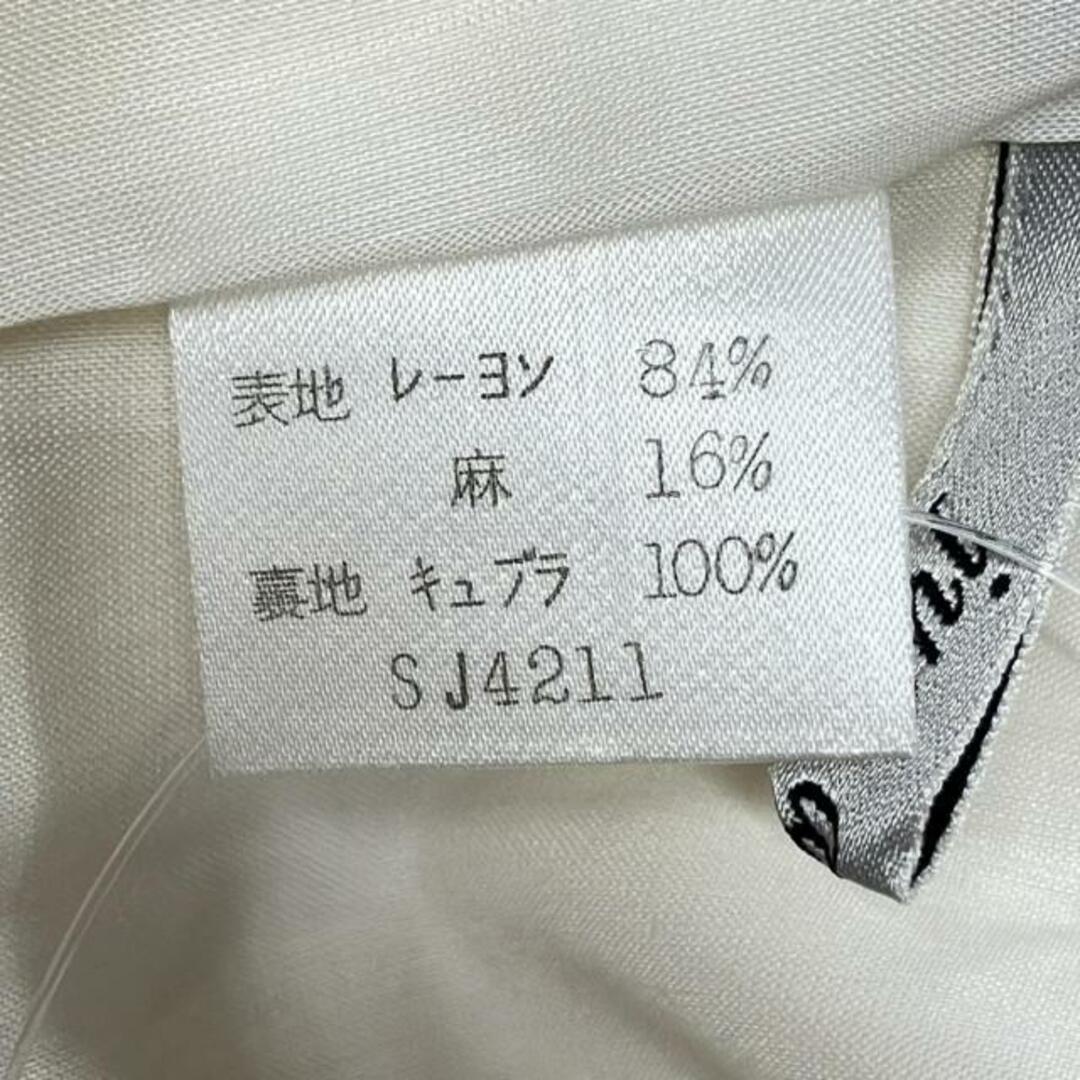 表地 レーヨン 84%
麻 16%
裏地 キュプラ 100%
SJ4211